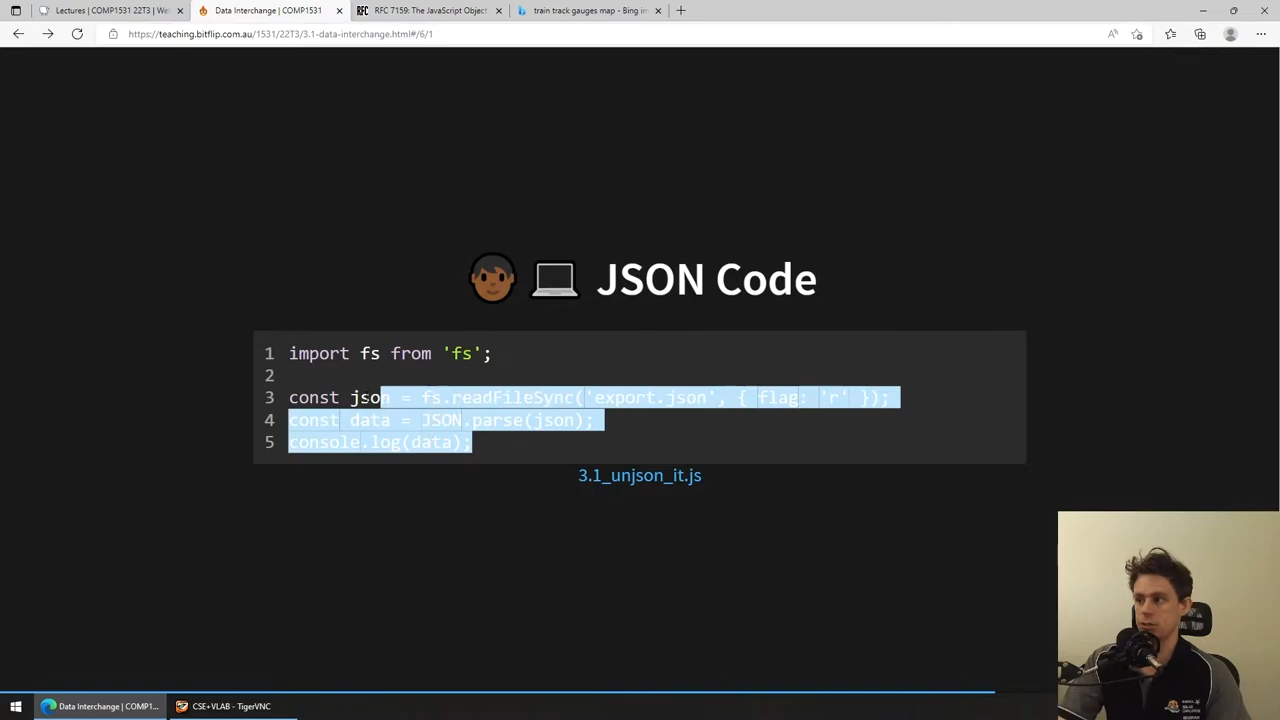 Lectures | COMP1531 22T3 | We
Data Interchange | COMP1531
RFC 7159: The JavaScript Object
train track gauges map - Bing im
https://teaching.bitflip.com.au/1531/22T3/3.1-data-interchange.html#/6/1
JSON Code
1 import fs from 'fs';
2
3 const json = fs.readFileSync('export.json', { flag: 'r' });
4 const data = JSON.parse(json);
5 console.log(data);
3.1_unjson_it.js
Data Interchange | COMP1...
CSE+VLAB - TigerVNC